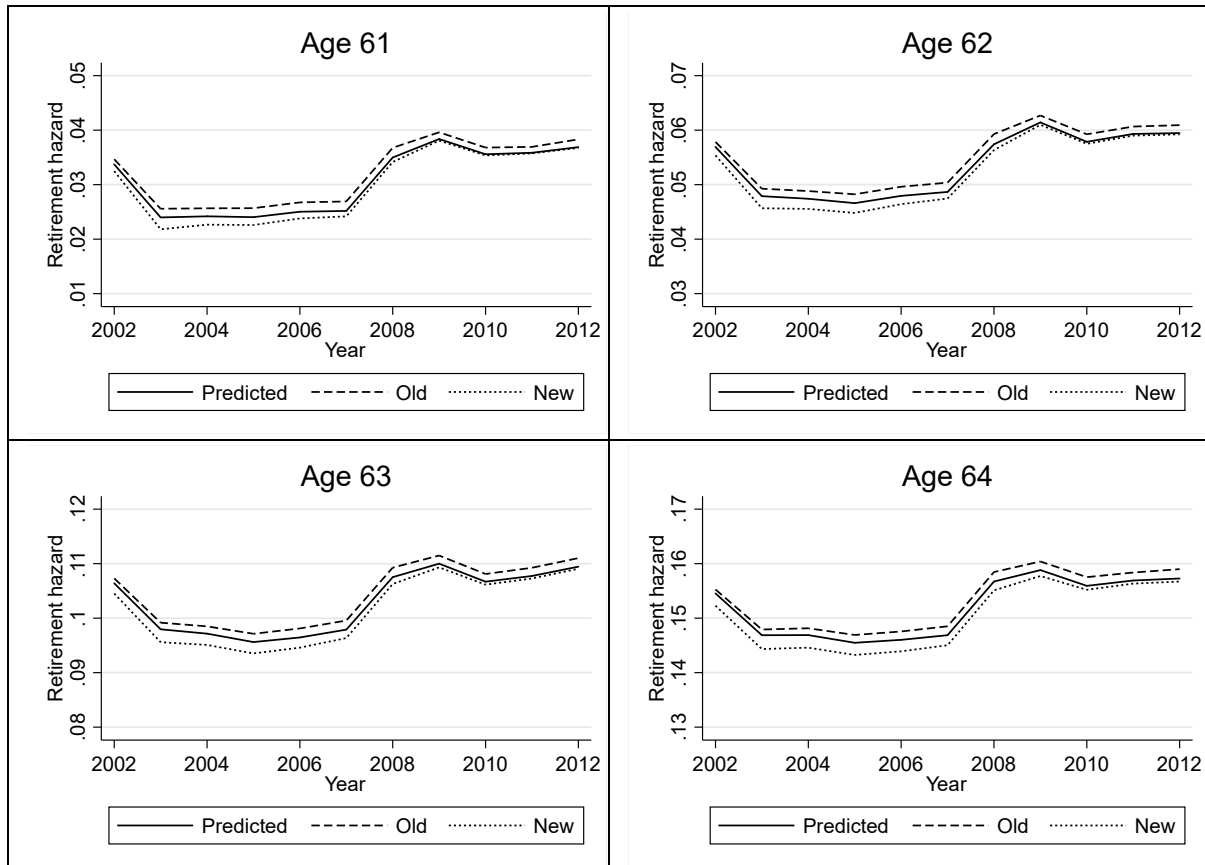 Age 61
Retirement hazard
.05
.04
.03
.02
.01
2002 2004 2006 2008 2010 2012
Year
Predicted Old New
Age 62
Retirement hazard
.07
.06
.05
.04
.03
2002 2004 2006 2008 2010 2012
Year
Predicted Old New
Age 63
Retirement hazard
.12
.11
.1
.09
.08
2002 2004 2006 2008 2010 2012
Year
Predicted Old New
Age 64
Retirement hazard
.17
.16
.15
.14
.13
2002 2004 2006 2008 2010 2012
Year
Predicted Old New